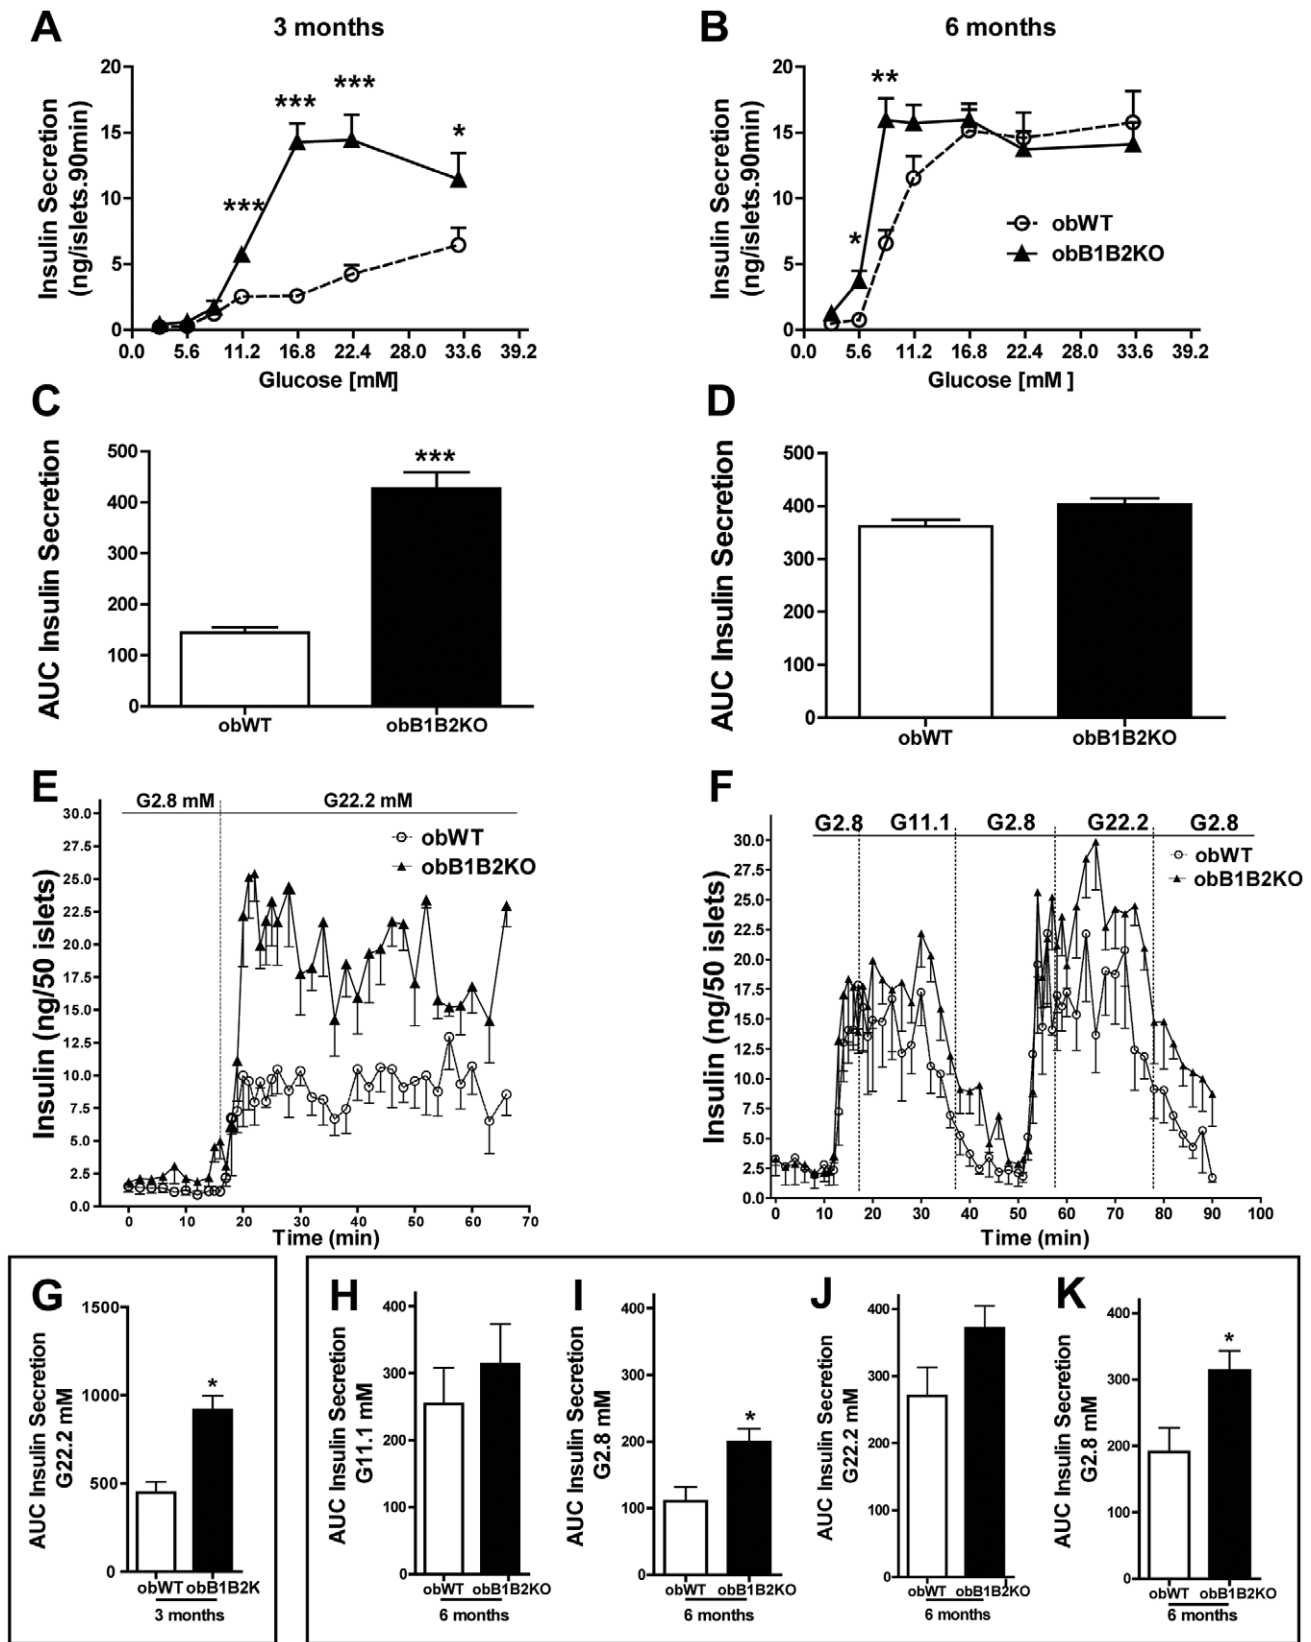 A
3 months
Insulin Secretion
(ng/islets.90min)
20
15
10
5
0
***
***
***
*
0.0 5.6 11.2 16.8 22.4 28.0 33.6 39.2
Glucose [mM]
B
6 months
Insulin Secretion
(ng/islets.90min)
20
15
10
5
0
**
*
obWT
obB1B2KO
0.0 5.6 11.2 16.8 22.4 28.0 33.6 39.2
Glucose [mM ]
C
AUC Insulin Secretion
500
400
300
200
100
0
***
obWT obB1B2KO
D
AUC Insulin Secretion
500
400
300
200
100
0
obWT obB1B2KO
E
G2.8 mM G22.2 mM
Insulin (ng/50 islets)
30.0
27.5
25.0
22.5
20.0
17.5
15.0
12.5
10.0
7.5
5.0
2.5
0.0
obWT
obB1B2KO
0 10 20 30 40 50 60 70
Time (min)
F
G2.8 G11.1 G2.8 G22.2 G2.8
Insulin (ng/50 islets)
30.0
27.5
25.0
22.5
20.0
17.5
15.0
12.5
10.0
7.5
5.0
2.5
0.0
obWT
obB1B2KO
0 10 20 30 40 50 60 70 80 90 100
Time (min)
G
AUC Insulin Secretion
G22.2 mM
1500
1000
500
0
*
obWT obB1B2K
3 months
H
AUC Insulin Secretion
G11.1 mM
400
300
200
100
0
obWT obB1B2KO
6 months
I
AUC Insulin Secretion
G2.8 mM
400
300
200
100
0
*
obWT obB1B2KO
6 months
J
AUC Insulin Secretion
G22.2 mM
400
300
200
100
0
obWT obB1B2KO
6 months
K
AUC Insulin Secretion
G2.8 mM
400
300
200
100
0
*
obWT obB1B2KO
6 months